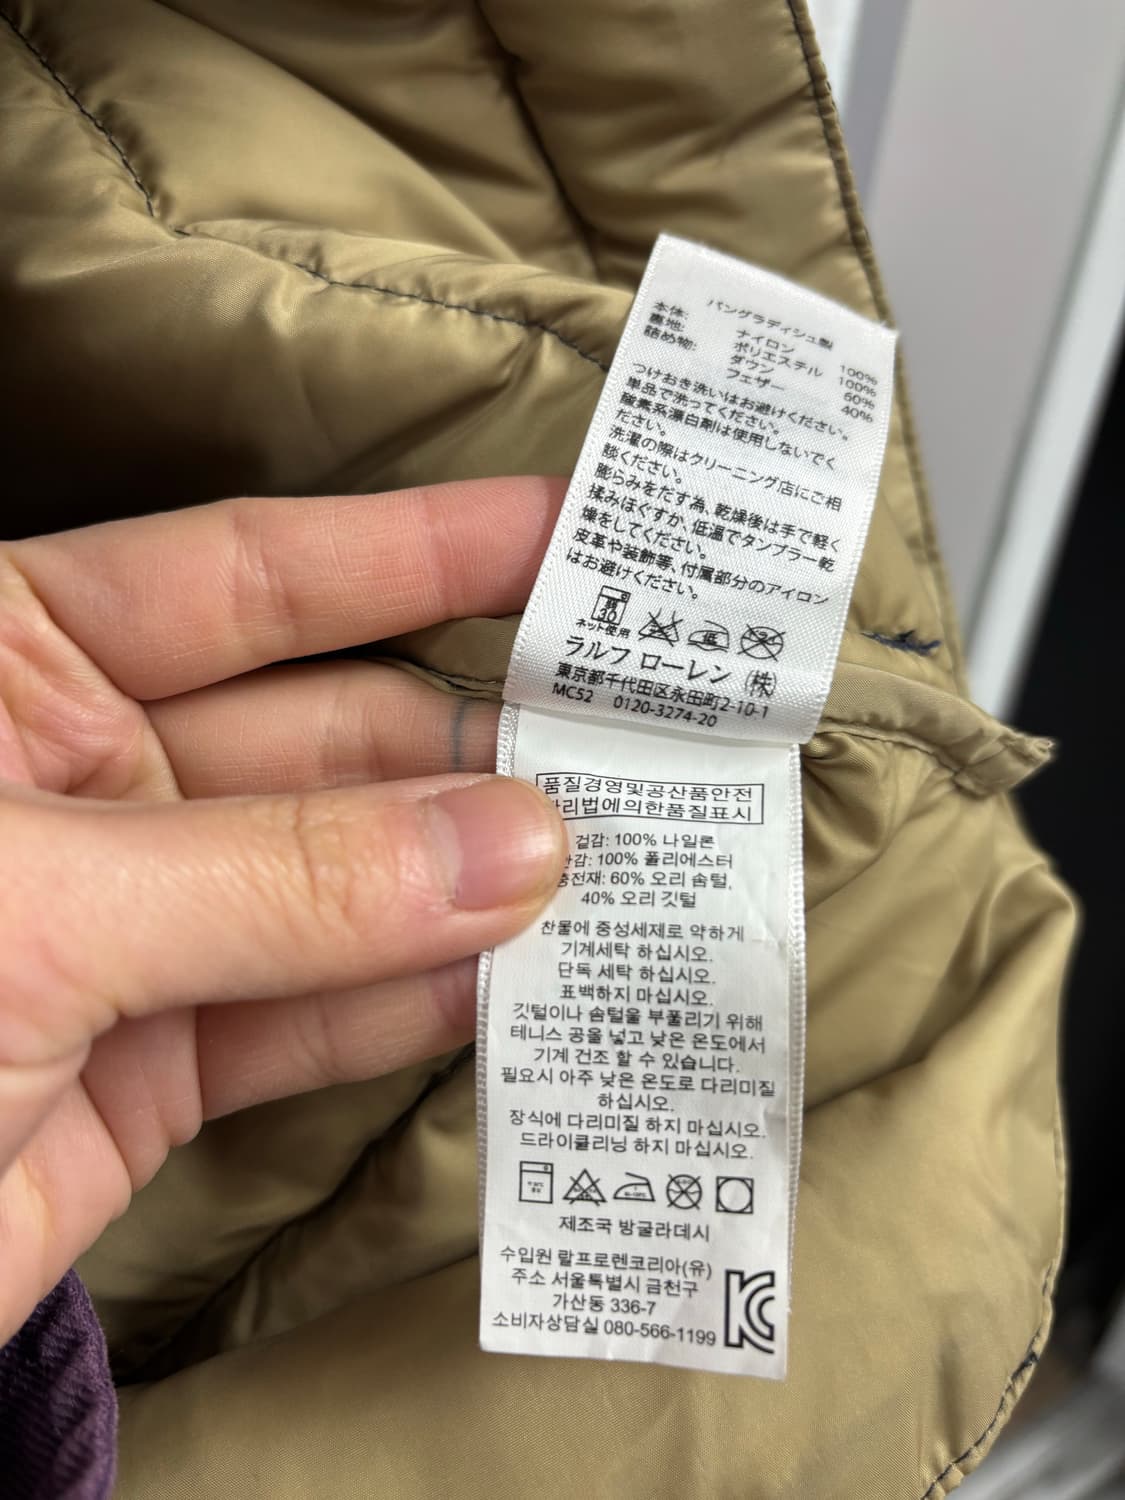 バングラディシュ製
本体: ナイロン 100%
裏地: ポリエステル 100%
詰め物: ダウン 60%
フェザー 40%
つけおき洗いはお避けください。
単品で洗ってください。
酸素系漂白剤は使用しないでく
ださい。
洗濯の際はクリーニング店にご相
談ください。
膨らみをだす為、乾燥後は手で軽く
揉みほぐすか、低温でタンブラー乾
燥をしてください。
皮革や装飾等、付属部分のアイロン
はお避けください。
30
ネット使用
低
ラルフ ローレン (株)
東京都千代田区永田町2-10-1
MC52 0120-3274-20
품질경영및공산품안전
리법에의한품질표시
겉감: 100% 나일론
안감: 100% 폴리에스터
충전재: 60% 오리 솜털,
40% 오리 깃털
찬물에 중성세제로 약하게
기계세탁 하십시오.
단독 세탁 하십시오.
표백하지 마십시오.
깃털이나 솜털을 부풀리기 위해
테니스 공을 넣고 낮은 온도에서
기계 건조 할 수 있습니다.
필요시 아주 낮은 온도로 다리미질
하십시오.
장식에 다리미질 하지 마십시오.
드라이클리닝 하지 마십시오.
제조국 방글라데시
수입원 랄프로렌코리아(유)
주소 서울특별시 금천구
가산동 336-7
소비자상담실 080-566-1199
KC